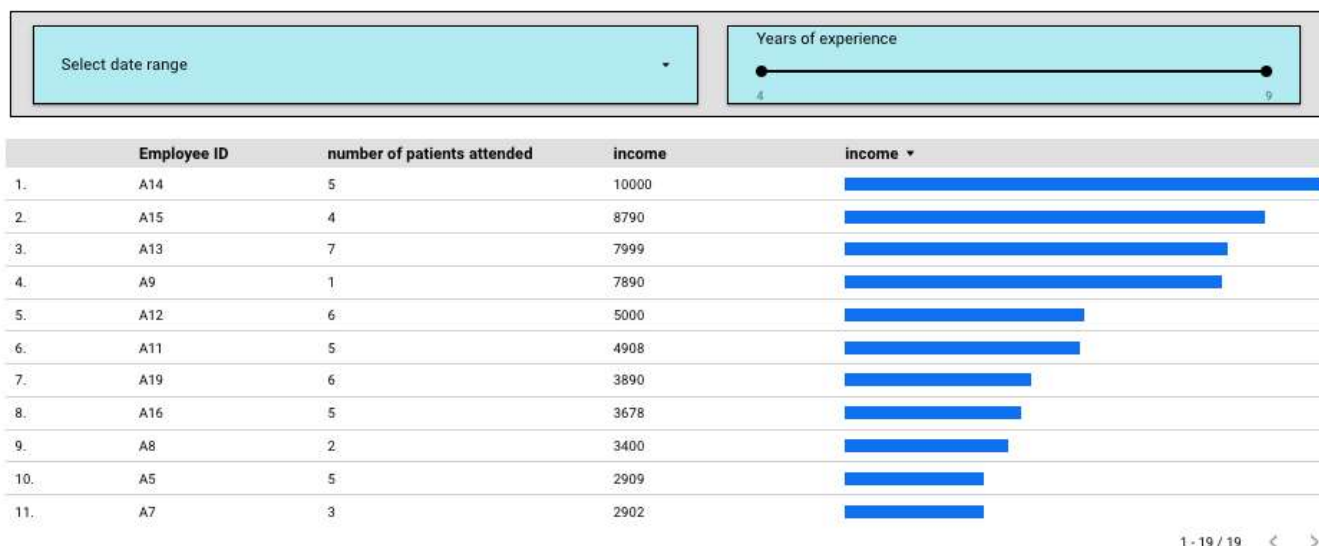 Years of experience
Select date range
4 9
Employee ID number of patients attended income income
1. A14 5 10000
2. A15 4 8790
3. A13 7 7999
4. A9 1 7890
5. A12 6 5000
6. A11 5 4908
7. A19 6 3890
8. A16 5 3678
9. A8 2 3400
10. A5 5 2909
11. A7 3 2902
1 - 19 / 19